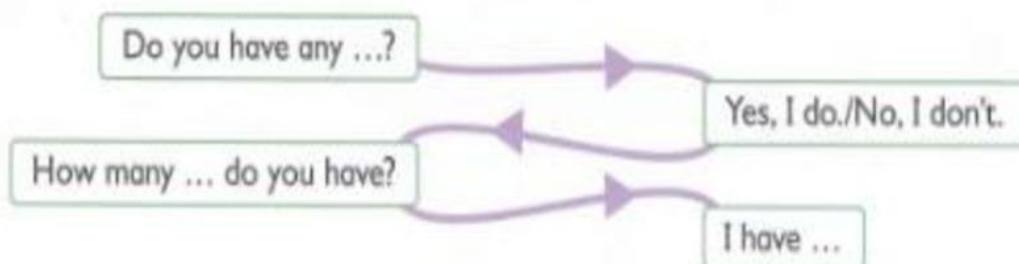 Do you have any ...?
Yes, I do./No, I don't.
How many ... do you have?
I have ...